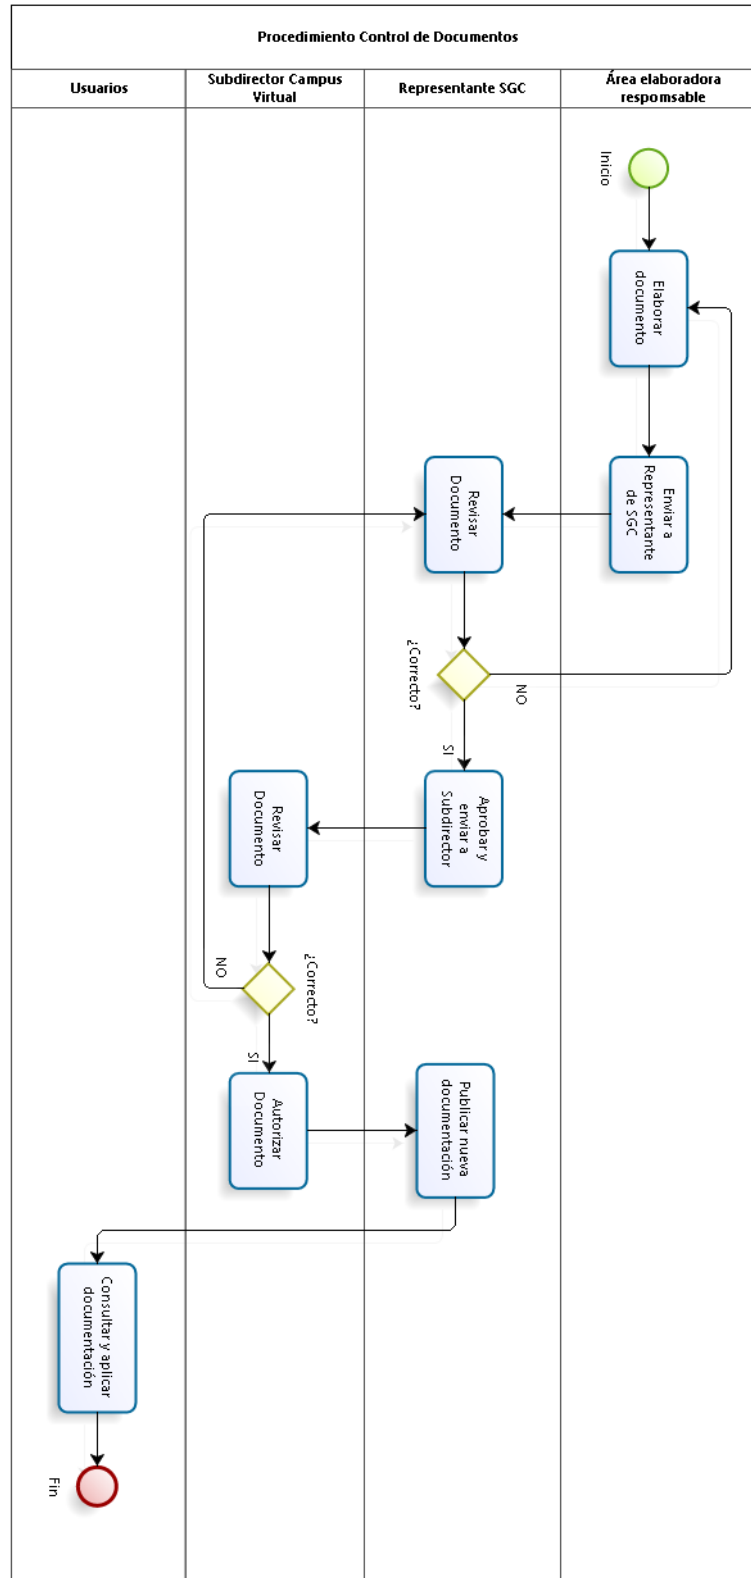 Procedimiento Control de Documentos
Usuarios
Subdirector Campus
Virtual
Representante SGC
Área elaboradora
respomsable
Inicio
Elaborar
documento
Enviar a
Representante
de SGC
Revisar
Documento
¿Correcto?
NO
SI
Aprobar y
enviar a
Subdirector
Revisar
Documento
¿Correcto?
NO
SI
Autorizar
Documento
Publicar nueva
documentación
Consultar y aplicar
documentación
Fin